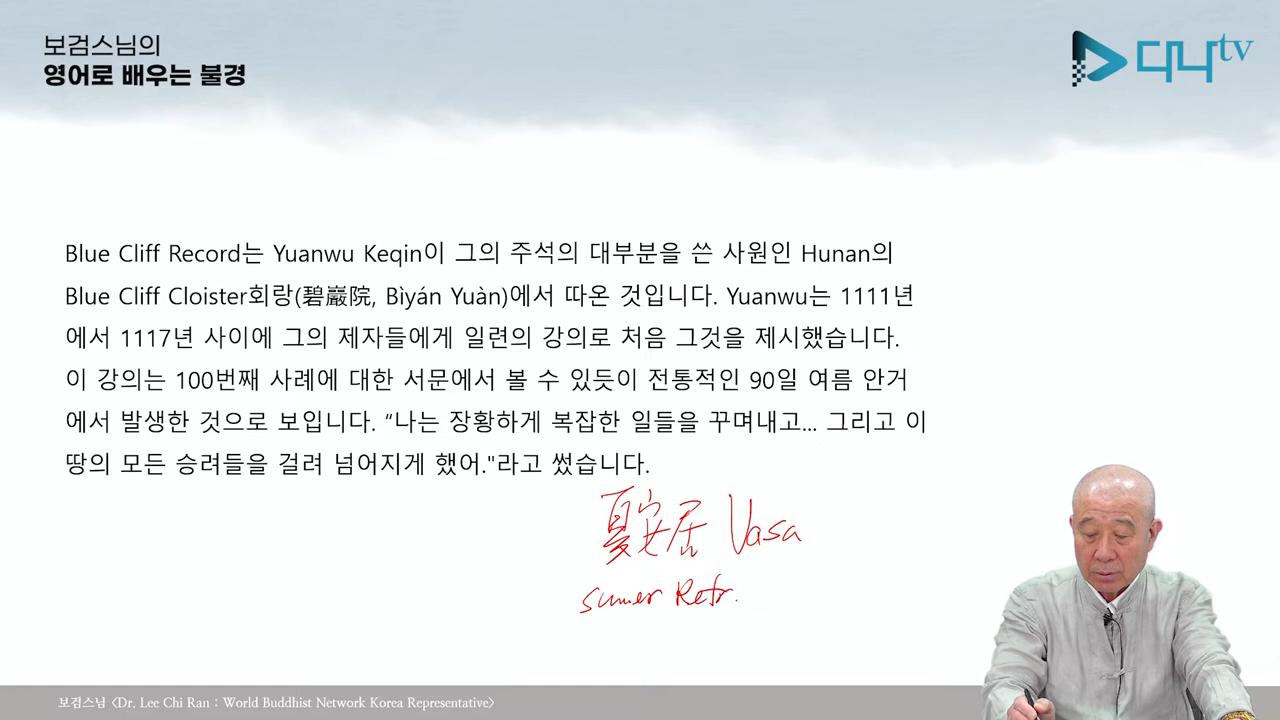 보검스님의
영어로 배우는 불경
디나tv
Blue Cliff Record는 Yuanwu Keqin이 그의 주석의 대부분을 쓴 사원인 Hunan의
Blue Cliff Cloister회랑(碧巖院, Bìyán Yuàn)에서 따온 것입니다. Yuanwu는 1111년
에서 1117년 사이에 그의 제자들에게 일련의 강의로 처음 그것을 제시했습니다.
이 강의는 100번째 사례에 대한 서문에서 볼 수 있듯이 전통적인 90일 여름 안거
에서 발생한 것으로 보입니다. “나는 장황하게 복잡한 일들을 꾸며내고... 그리고 이
땅의 모든 승려들을 걸려 넘어지게 했어."라고 썼습니다.
夏安居 Vasa
sumer Retr.
보검스님 <Dr. Lee Chi Ran : World Buddhist Network Korea Representative>